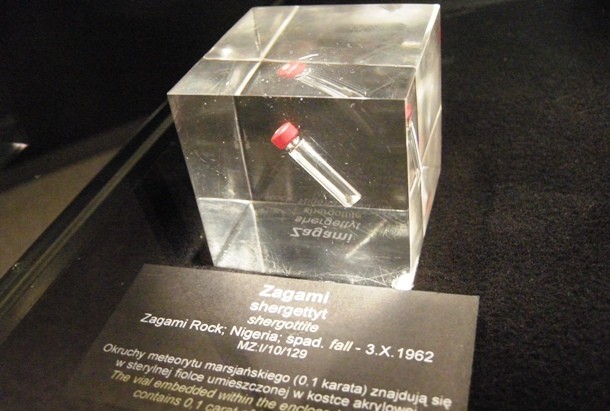 Zagami
shergettyt
shergottite
Zagami Rock; Nigeria; spad. fall - 3.X.1962
MZ:I/10/129
Okruchy meteorytu marsjańskiego (0,1 karata) znajdują się
w sterylnej fiolce umieszczonej w kostce akrylowej
The vial embedded within the
contains 0.1